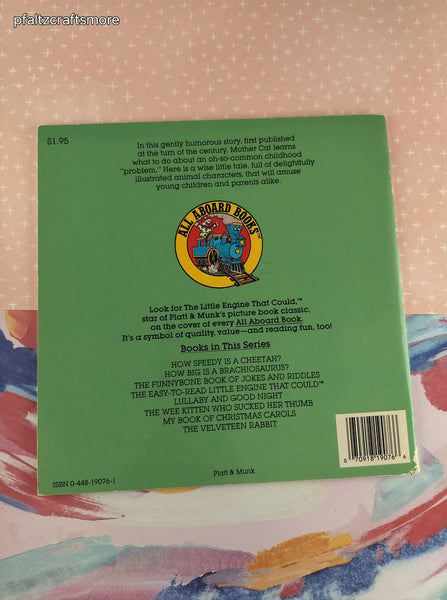 pfaltzcraftsmore
$1.95
In this gently humorous story, first published
at the turn of the century, Mother Cat learns
what to do about an oh-so-common childhood
"problem." Here is a wise little tale, full of delightfully
illustrated animal characters, that will amuse
young children and parents alike.
ALL ABOARD BOOKS™
Look for The Little Engine That Could,™
star of Platt & Munk's picture book classic,
on the cover of every All Aboard Book.
It's a symbol of quality, value—and reading fun, too!
Books in This Series
HOW SPEEDY IS A CHEETAH?
HOW BIG IS A BRACHIOSAURUS?
THE FUNNYBONE BOOK OF JOKES AND RIDDLES
THE EASY-TO-READ LITTLE ENGINE THAT COULD™
LULLABY AND GOOD NIGHT
THE WEE KITTEN WHO SUCKED HER THUMB
MY BOOK OF CHRISTMAS CAROLS
THE VELVETEEN RABBIT
0 70918 19076 6
ISBN 0-448-19076-1
Platt & Munk